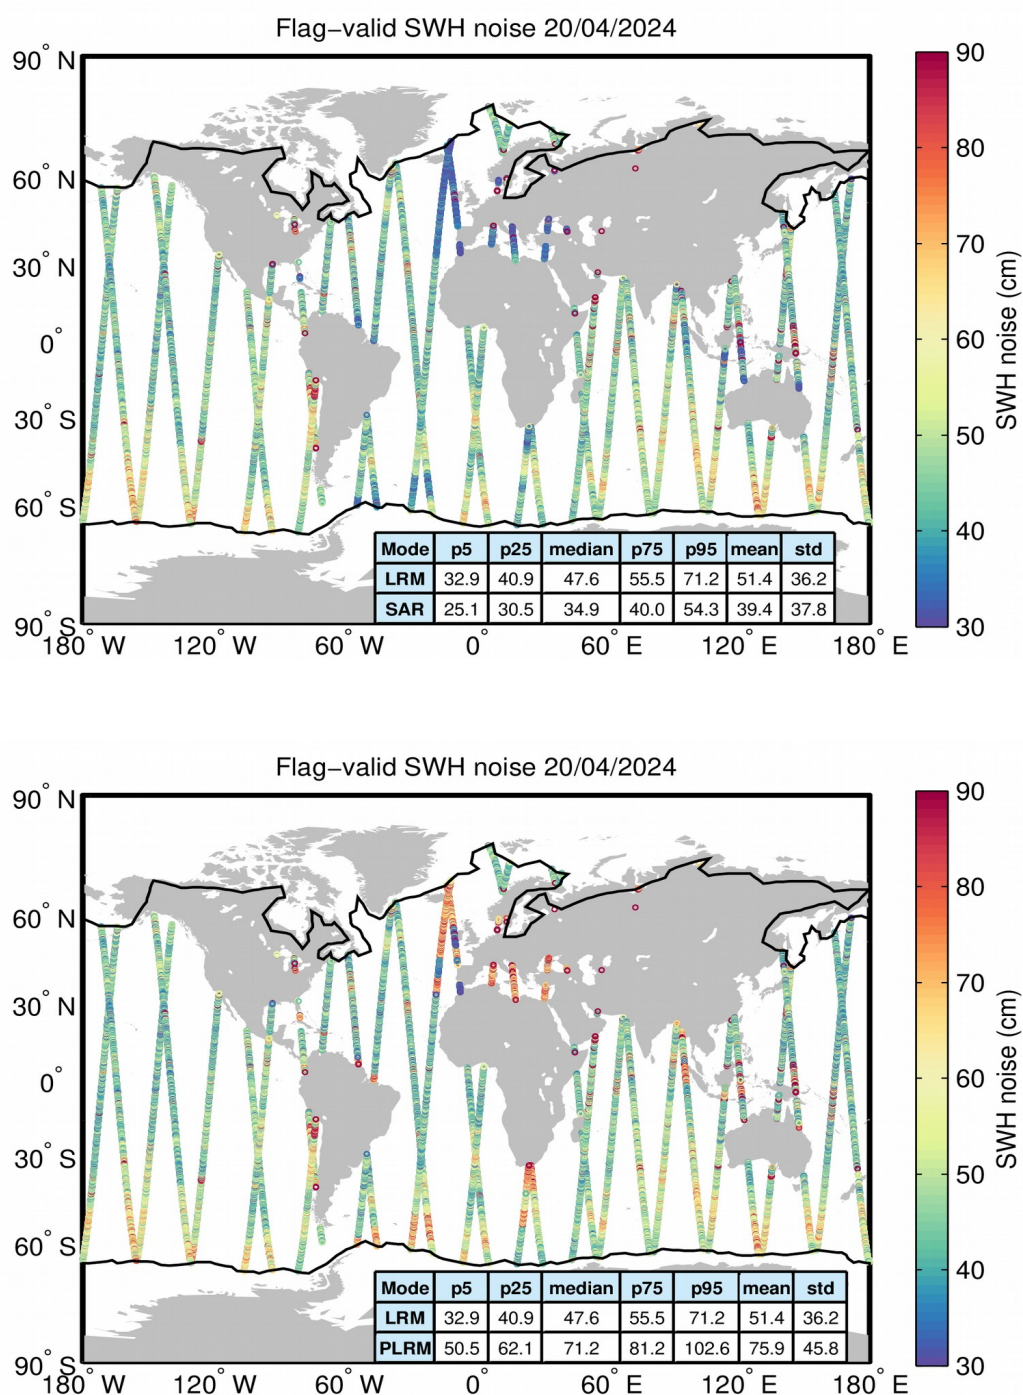 Flag−valid SWH noise 20/04/2024
90° N
60° N
30° N
0°
30° S
60° S
90° S
180° W 120° W 60° W 0° 60° E 120° E 180° E
90
80
70
60
50
40
30
SWH noise (cm)
Mode p5 p25 median p75 p95 mean std
LRM 32.9 40.9 47.6 55.5 71.2 51.4 36.2
SAR 25.1 30.5 34.9 40.0 54.3 39.4 37.8
Flag−valid SWH noise 20/04/2024
90° N
60° N
30° N
0°
30° S
60° S
90° S
180° W 120° W 60° W 0° 60° E 120° E 180° E
90
80
70
60
50
40
30
SWH noise (cm)
Mode p5 p25 median p75 p95 mean std
LRM 32.9 40.9 47.6 55.5 71.2 51.4 36.2
PLRM 50.5 62.1 71.2 81.2 102.6 75.9 45.8